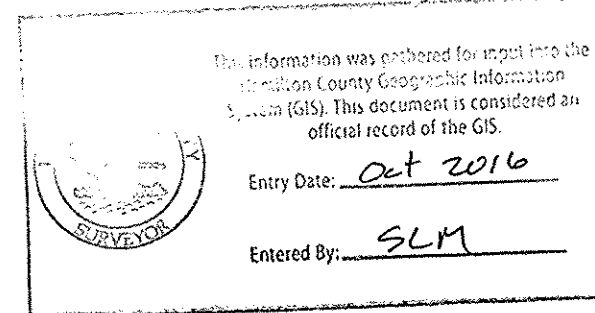 This information was gathered for input into the
Hamilton County Geographic Information
System (GIS). This document is considered an
official record of the GIS.
Entry Date: Oct 2016
Entered By: SLM
SURVEYOR